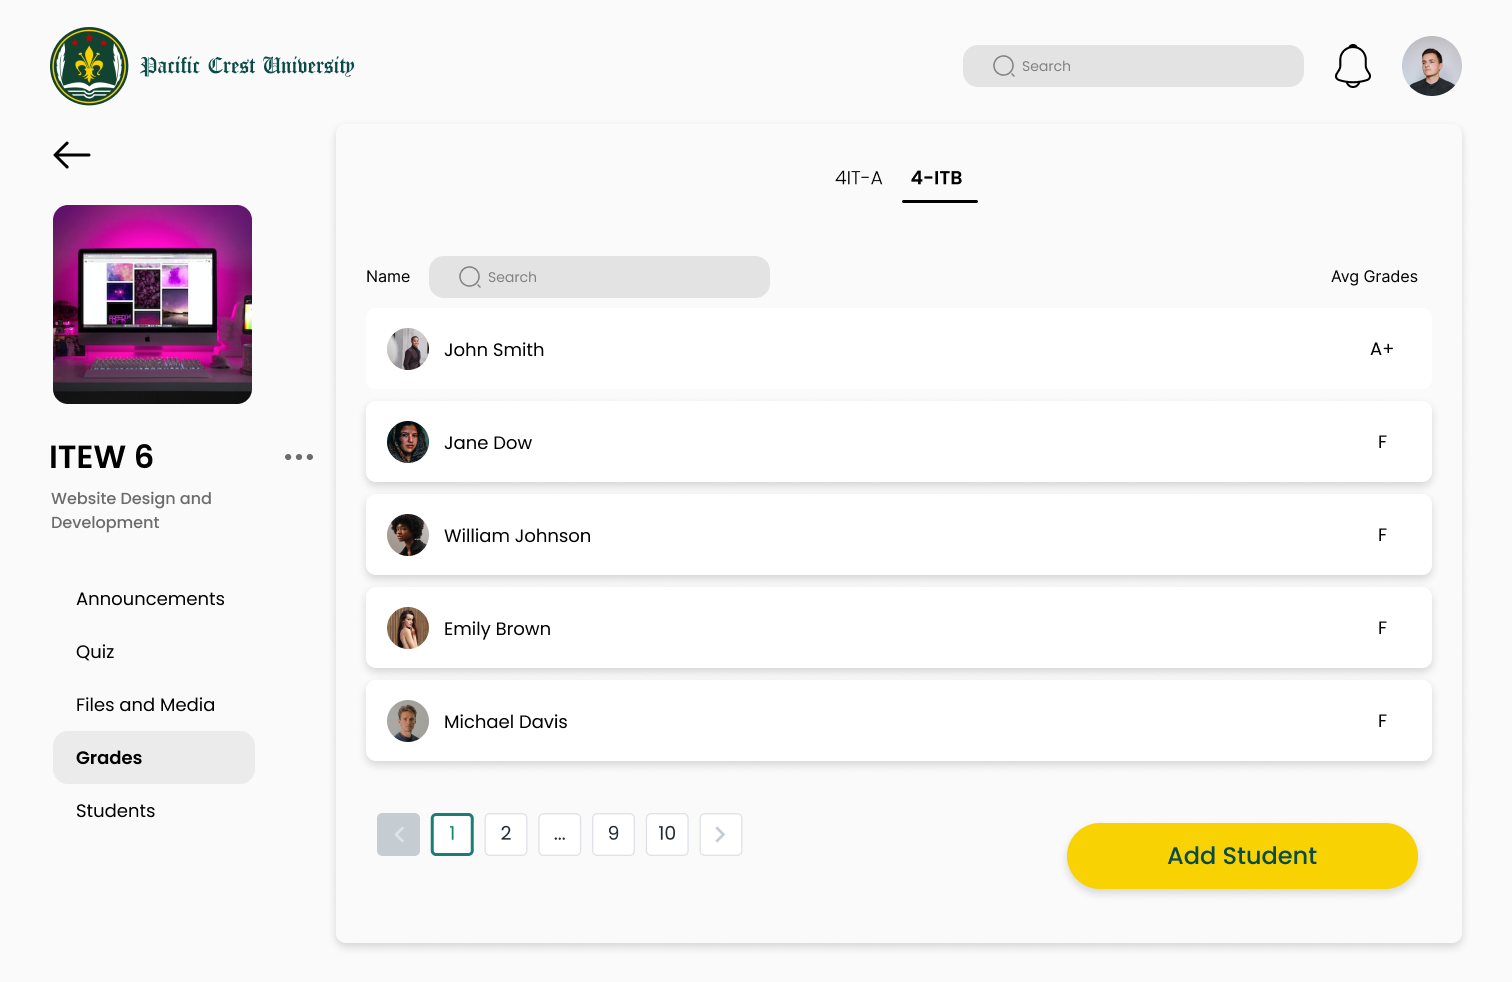 Pacific Crest University
Search
4IT-A
4-ITB
Name
Search
Avg Grades
John Smith
A+
Jane Dow
F
William Johnson
F
Emily Brown
F
Michael Davis
F
ITEW 6
Website Design and
Development
Announcements
Quiz
Files and Media
Grades
Students
1
2
...
9
10
Add Student